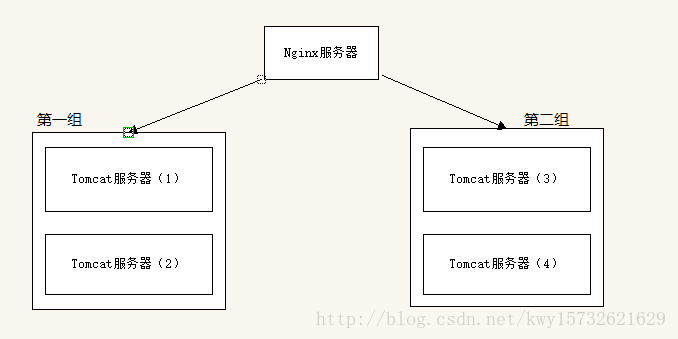 Nginx服务器
第一组
第二组
Tomcat服务器（1）
Tomcat服务器（3）
Tomcat服务器（2）
Tomcat服务器（4）
http://blog.csdn.net/kwy15732621629